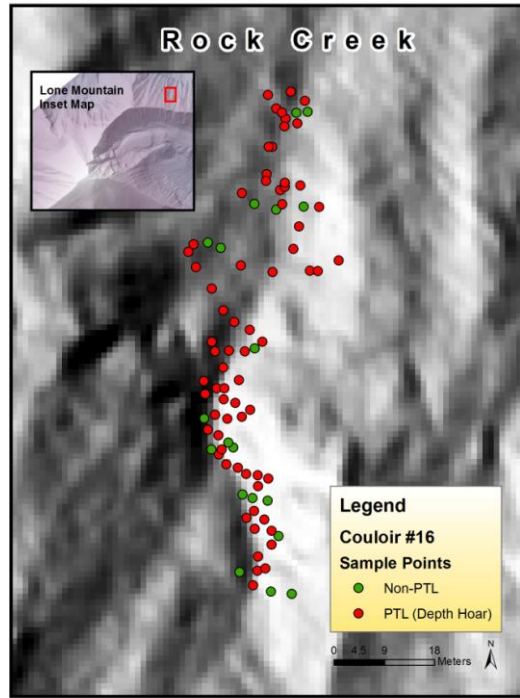 Rock Creek
Lone Mountain
Inset Map
Legend
Couloir #16
Sample Points
Non-PTL
PTL (Depth Hoar)
0 4.5 9 18
Meters
N